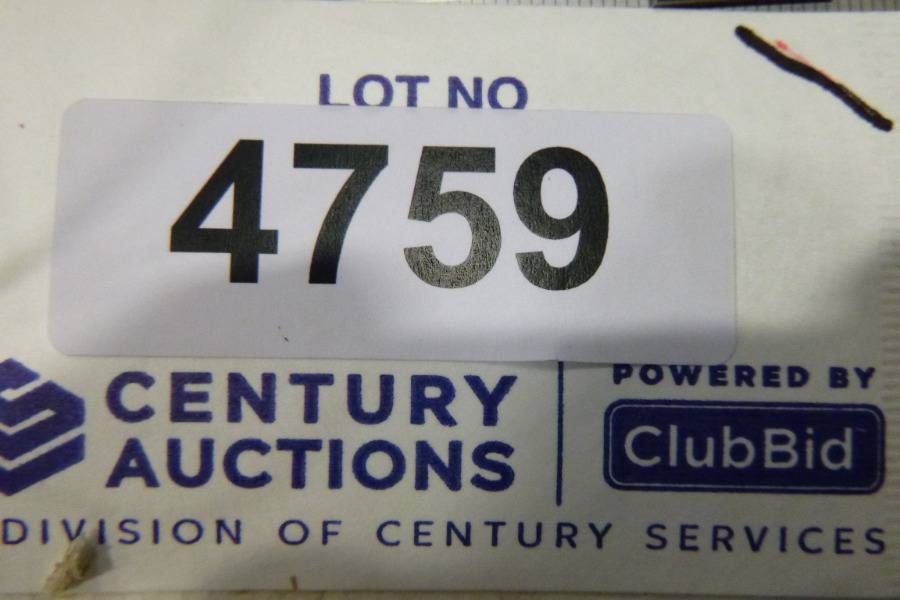 LOT NO
4759
CENTURY
AUCTIONS
POWERED BY
ClubBid
DIVISION OF CENTURY SERVICES